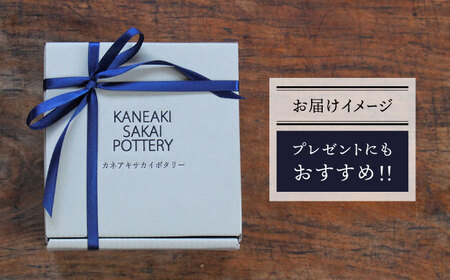 KANEAKI
SAKAI
POTTERY
カネアキサカイポタリー
お届けイメージ
プレゼントにも
おすすめ!!